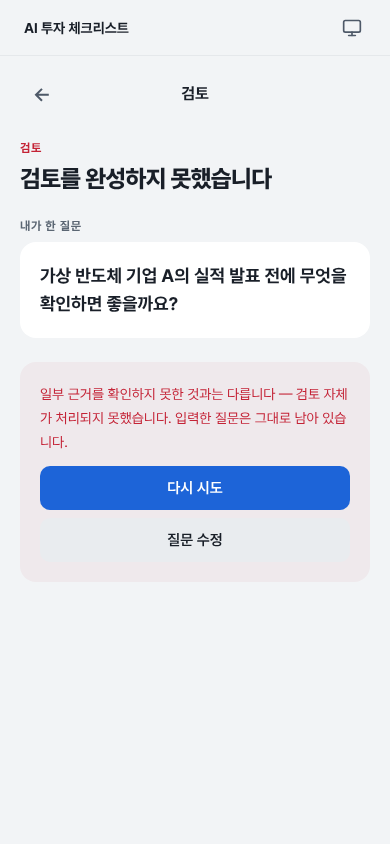 AI 투자 체크리스트
검토
검토
검토를 완성하지 못했습니다
내가 한 질문
가상 반도체 기업 A의 실적 발표 전에 무엇을
확인하면 좋을까요?
일부 근거를 확인하지 못한 것과는 다릅니다 — 검토 자체
가 처리되지 못했습니다. 입력한 질문은 그대로 남아 있습
니다.
다시 시도
질문 수정